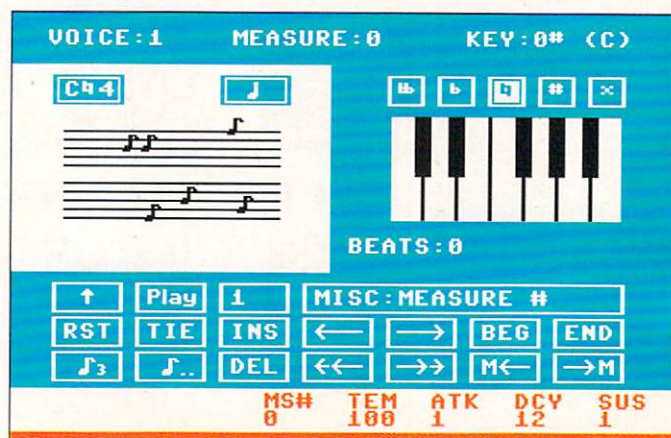 VOICE:1 MEASURE:0 KEY:0# (C)
C♮4 ♩ 𝄫 ♭ ♮ # ×
BEATS:0
↑ Play 1 MISC:MEASURE #
RST TIE INS ← → BEG END
♪3 ♪.. DEL ←← →→ M← →M
MS# TEM ATK DCY SUS
0 100 1 12 1